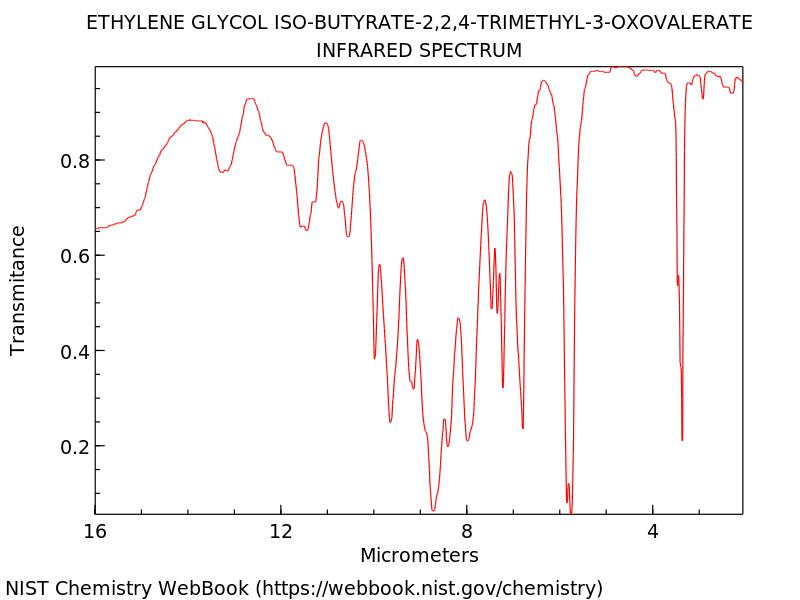 ETHYLENE GLYCOL ISO-BUTYRATE-2,2,4-TRIMETHYL-3-OXOVALERATE
INFRARED SPECTRUM
0.8
0.6
0.4
0.2
Transmitance
16 12 8 4
Micrometers
NIST Chemistry WebBook (https://webbook.nist.gov/chemistry)